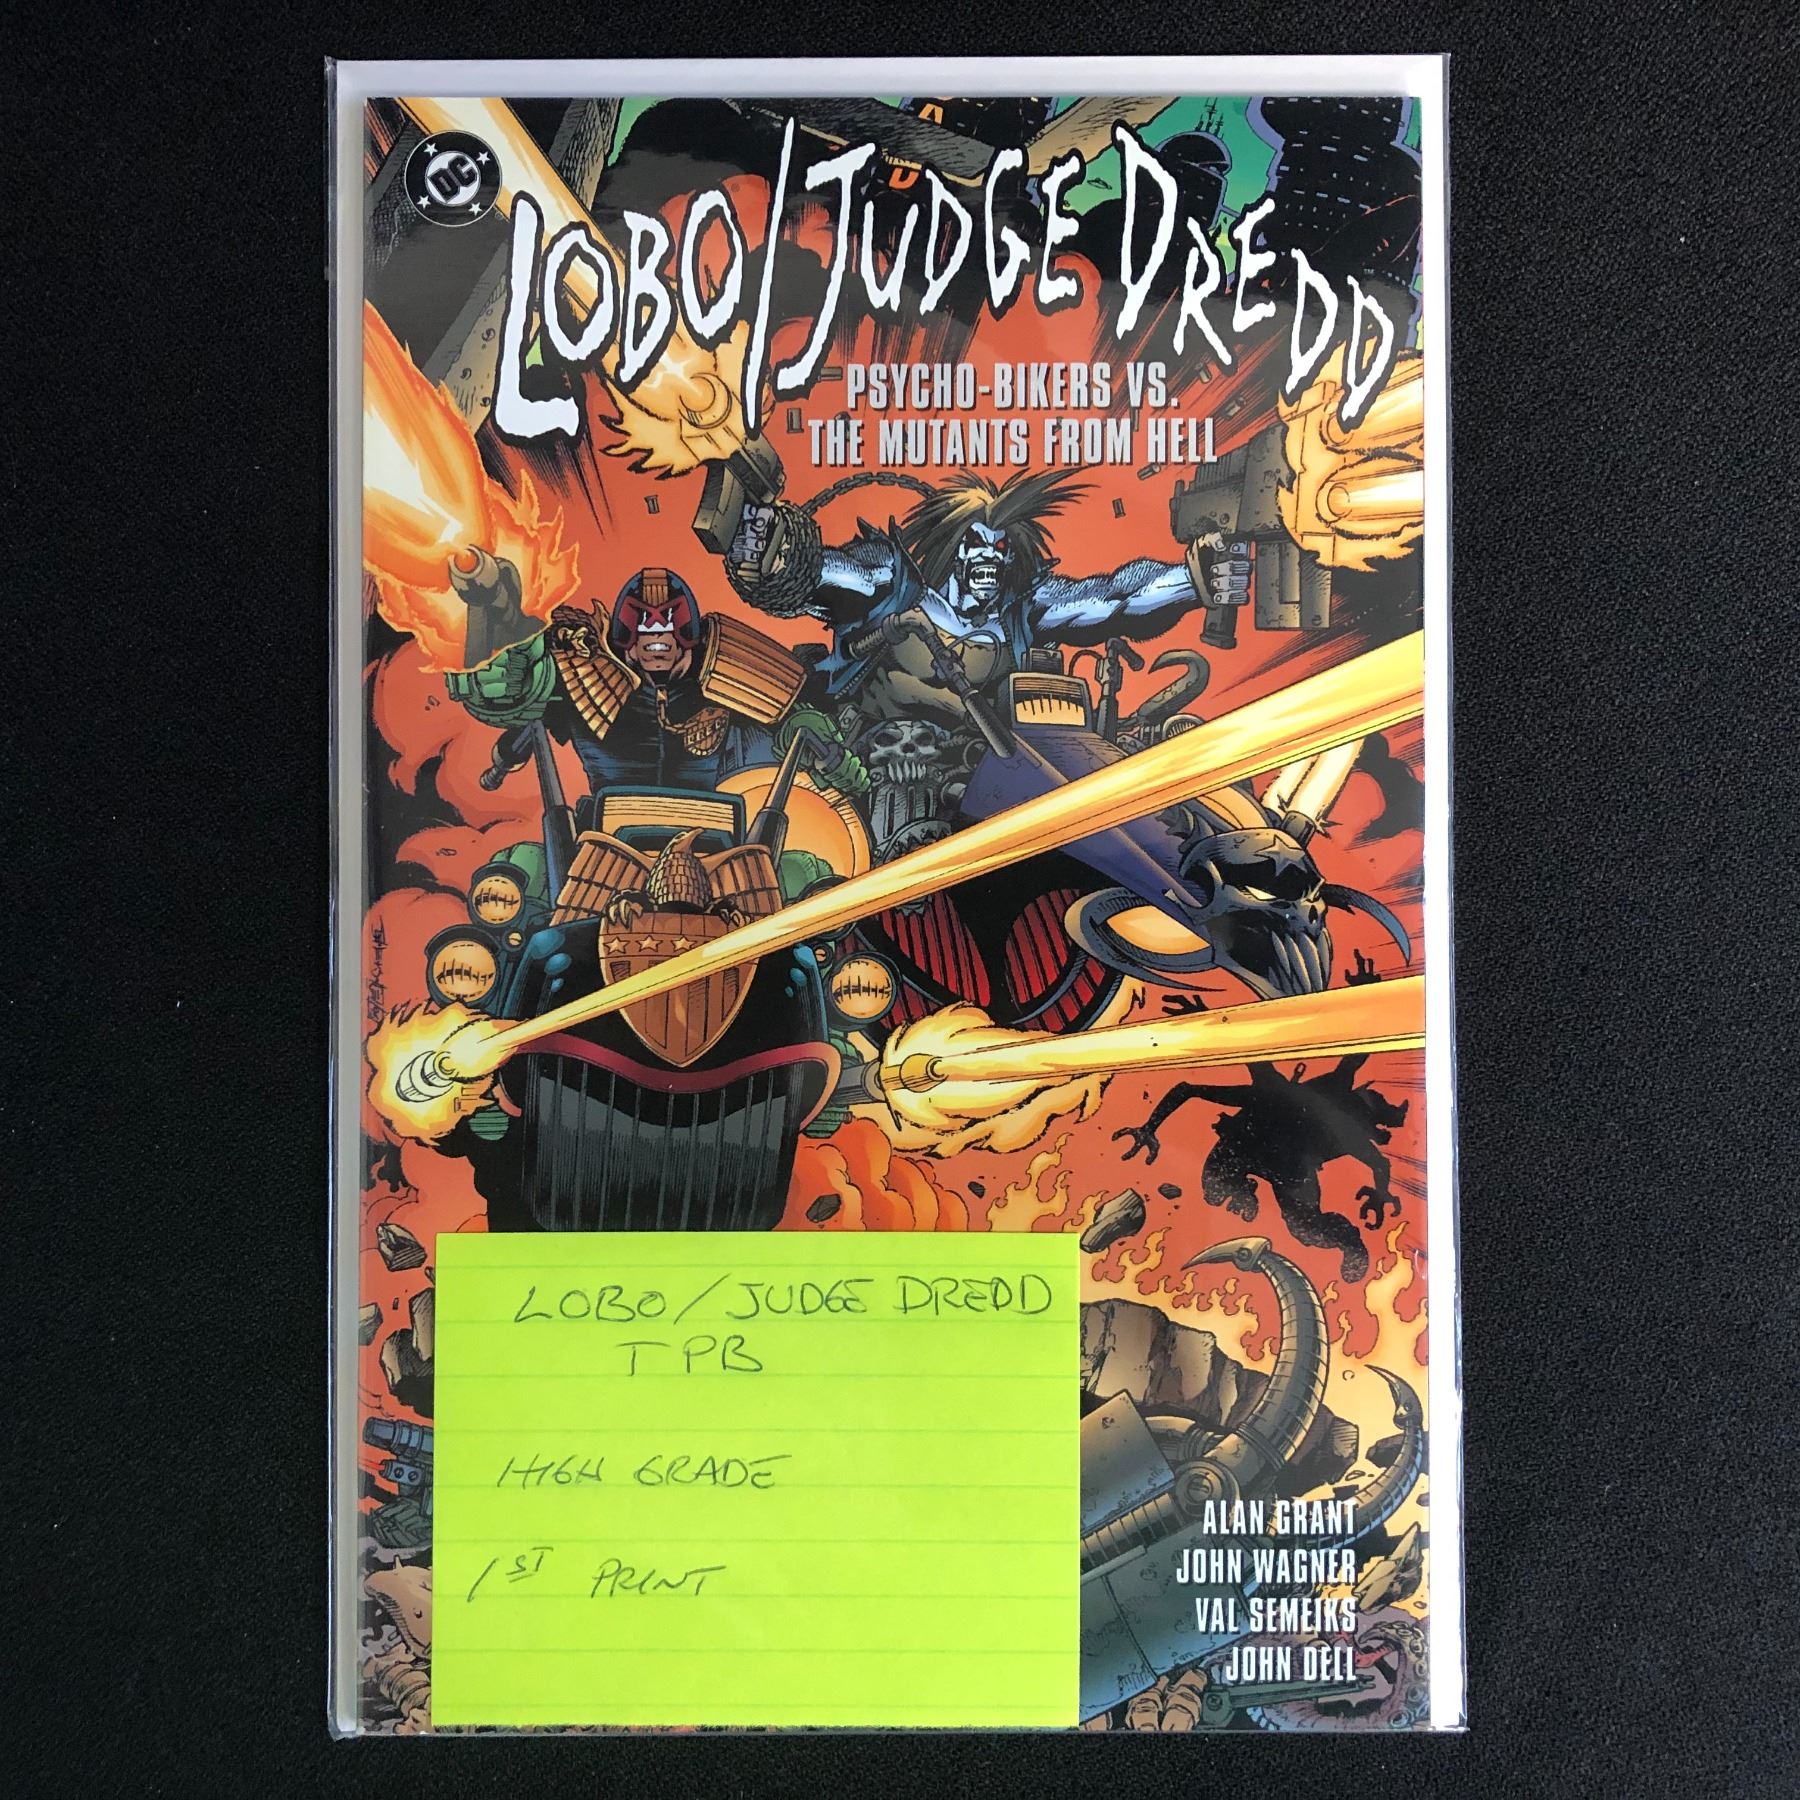 DC
LOBO/JUDGE DREDD
PSYCHO-BIKERS VS.
THE MUTANTS FROM HELL
LOBO/JUDGE DREDD
TPB
HIGH GRADE
1ST PRINT
ALAN GRANT
JOHN WAGNER
VAL SEMEIKS
JOHN DELL